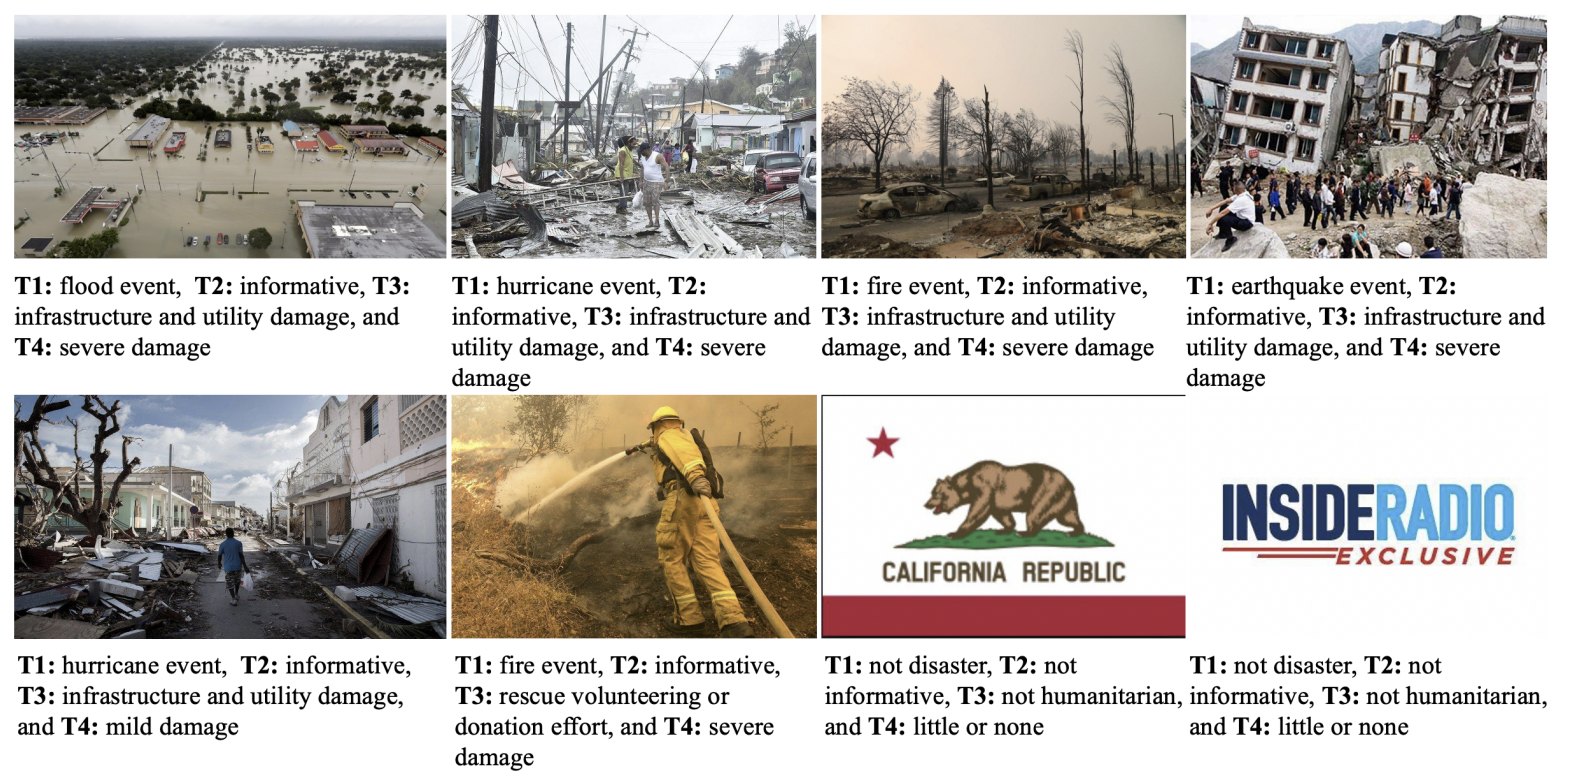 T1: flood event, T2: informative, T3:
infrastructure and utility damage, and
T4: severe damage
T1: hurricane event, T2:
informative, T3: infrastructure and
utility damage, and T4: severe
damage
T1: fire event, T2: informative,
T3: infrastructure and utility
damage, and T4: severe damage
T1: earthquake event, T2:
informative, T3: infrastructure and
utility damage, and T4: severe
damage
CALIFORNIA REPUBLIC
INSIDERADIO
EXCLUSIVE
T1: hurricane event, T2: informative,
T3: infrastructure and utility damage,
and T4: mild damage
T1: fire event, T2: informative,
T3: rescue volunteering or
donation effort, and T4: severe
damage
T1: not disaster, T2: not
informative, T3: not humanitarian,
and T4: little or none
T1: not disaster, T2: not
informative, T3: not humanitarian,
and T4: little or none